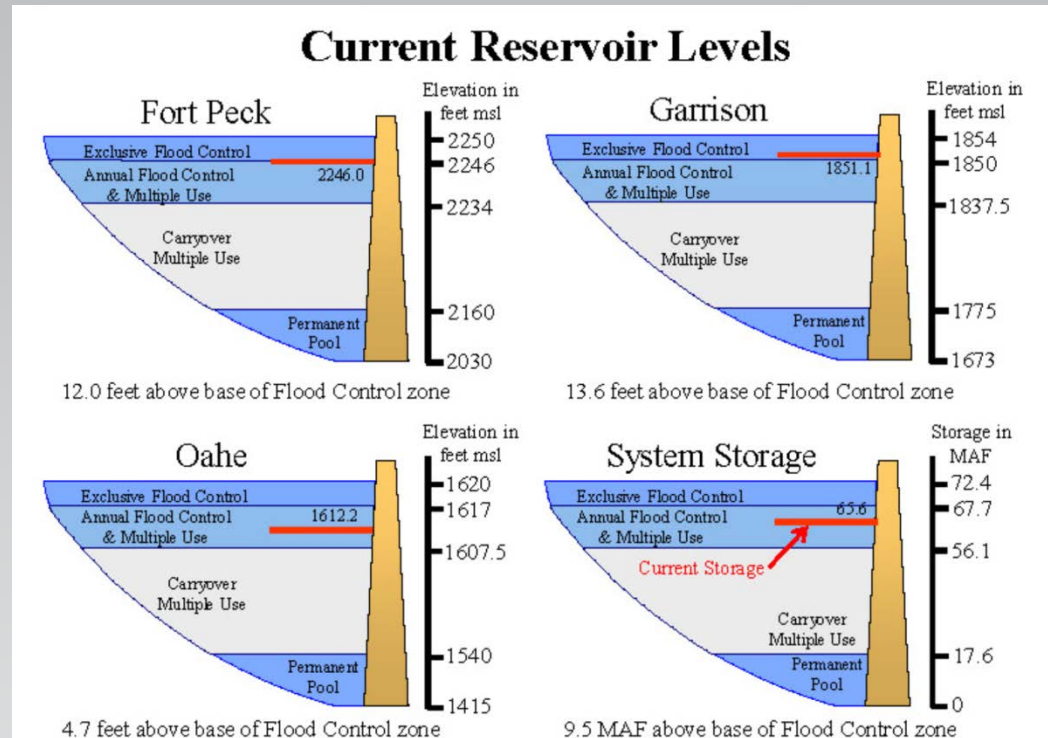 Current Reservoir Levels
Fort Peck
Elevation in
feet msl
Exclusive Flood Control
Annual Flood Control
& Multiple Use
2246.0
Carryover
Multiple Use
Permanent
Pool
2250
2246
2234
2160
2030
12.0 feet above base of Flood Control zone
Garrison
Elevation in
feet msl
Exclusive Flood Control
Annual Flood Control
& Multiple Use
1851.1
Carryover
Multiple Use
Permanent
Pool
1854
1850
1837.5
1775
1673
13.6 feet above base of Flood Control zone
Oahe
Elevation in
feet msl
Exclusive Flood Control
Annual Flood Control
& Multiple Use
1612.2
Carryover
Multiple Use
Permanent
Pool
1620
1617
1607.5
1540
1415
4.7 feet above base of Flood Control zone
System Storage
Storage in
MAF
Exclusive Flood Control
Annual Flood Control
& Multiple Use
65.6
Current Storage
Carryover
Multiple Use
Permanent
Pool
72.4
67.7
56.1
17.6
0
9.5 MAF above base of Flood Control zone